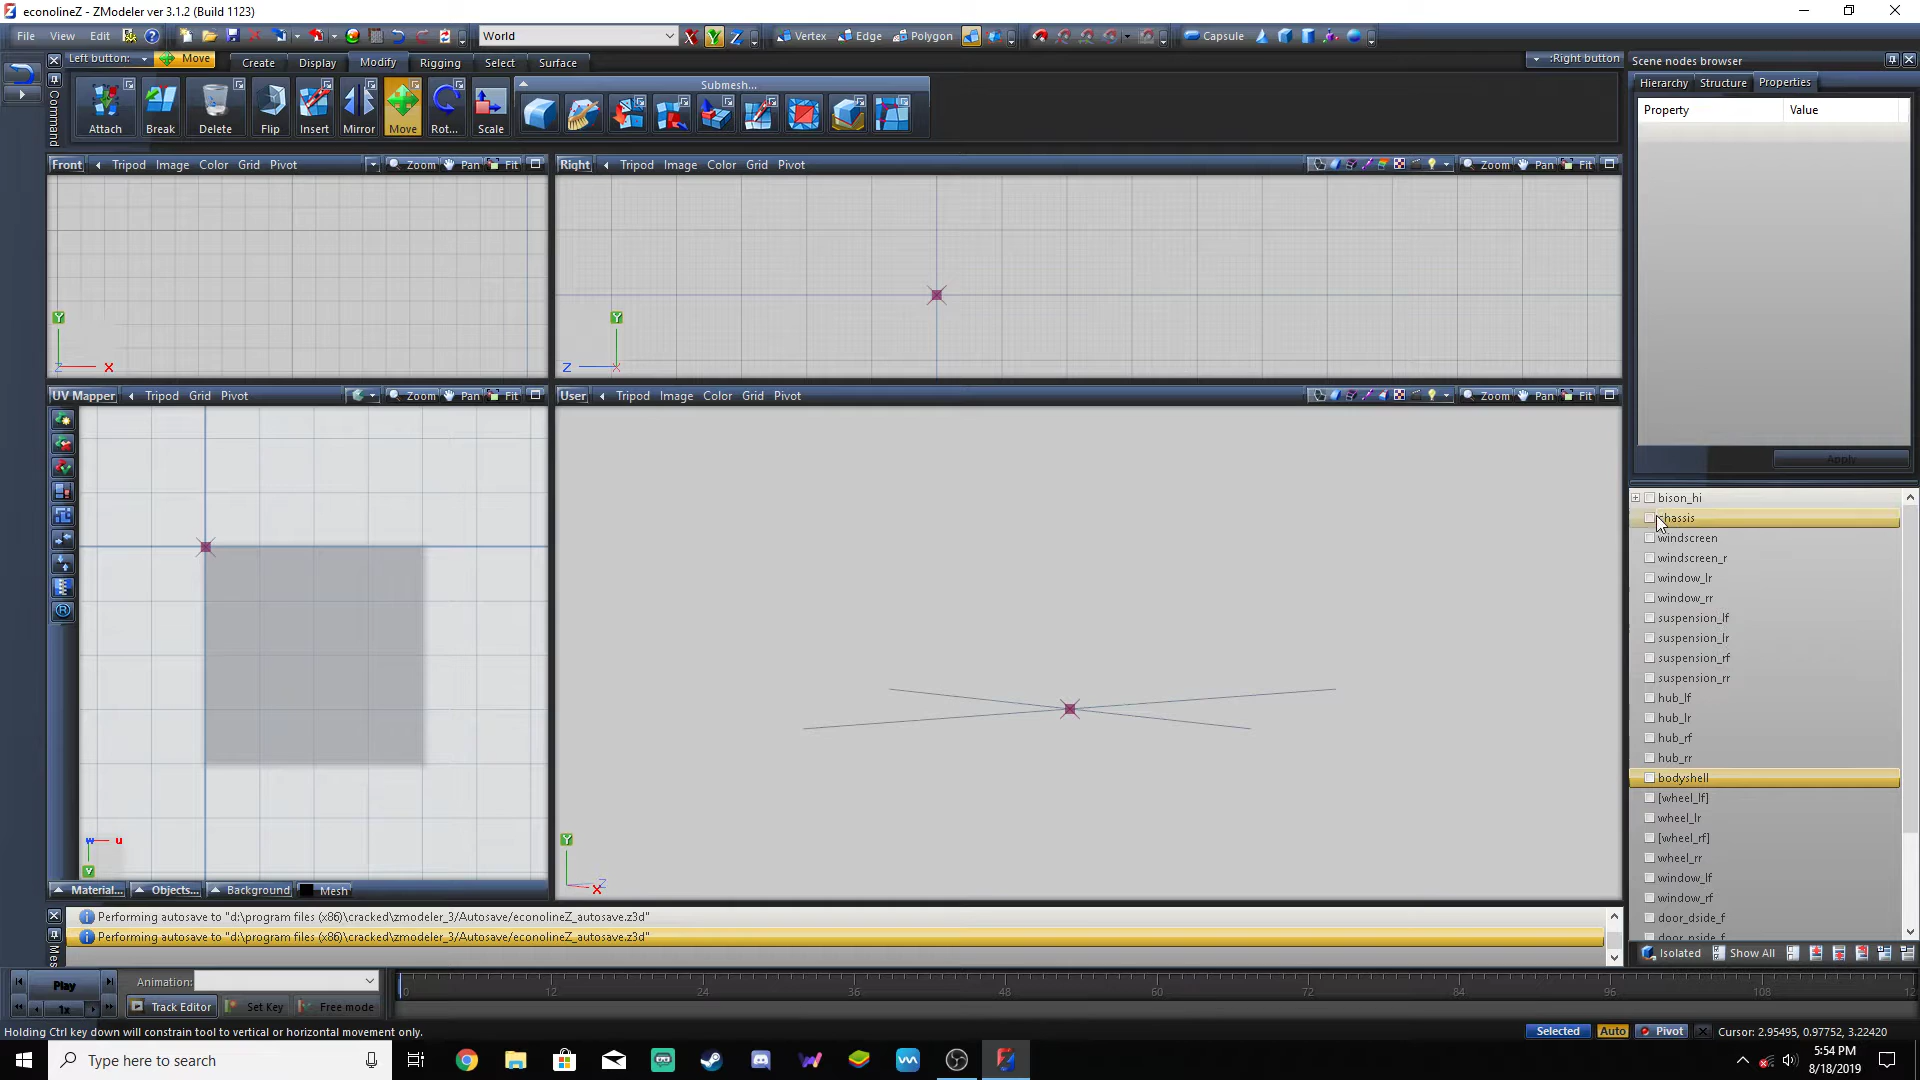 econolineZ - ZModeler ver 3.1.2 (Build 1123)
File View Edit World Vertex Edge Polygon Capsule
Left button: Move Create Display Modify Rigging Select Surface :Right button
Command
Attach Break Delete Flip Insert Mirror Move Rot... Scale
Submesh...
Front Tripod Image Color Grid Pivot Zoom Pan Fit
Right Tripod Image Color Grid Pivot Zoom Pan Fit
Y
Z X
Y
Z X
UV Mapper Tripod Grid Pivot Zoom Pan Fit
User Tripod Image Color Grid Pivot Zoom Pan Fit
w u
Y
Z X
Material... Objects... Background Mesh
Scene nodes browser
Hierarchy Structure Properties
Property Value
Apply
bison_hi
chassis
windscreen
windscreen_r
window_lr
window_rr
suspension_lf
suspension_lr
suspension_rf
suspension_rr
hub_lf
hub_lr
hub_rf
hub_rr
bodyshell
[wheel_lf]
wheel_lr
[wheel_rf]
wheel_rr
window_lf
window_rf
door_dside_f
door_pside_f
Isolated Show All
Performing autosave to "d:\program files (x86)\cracked\zmodeler_3/Autosave/econolineZ_autosave.z3d"
Performing autosave to "d:\program files (x86)\cracked\zmodeler_3/Autosave/econolineZ_autosave.z3d"
Mes
Play Animation:
1x Track Editor Set Key Free mode
0 12 24 36 48 60 72 84 96 108 12
Holding Ctrl key down will constrain tool to vertical or horizontal movement only.
Selected Auto Pivot Cursor: 2.95495, 0.97752, 3.22420
Type here to search
5:54 PM
8/18/2019